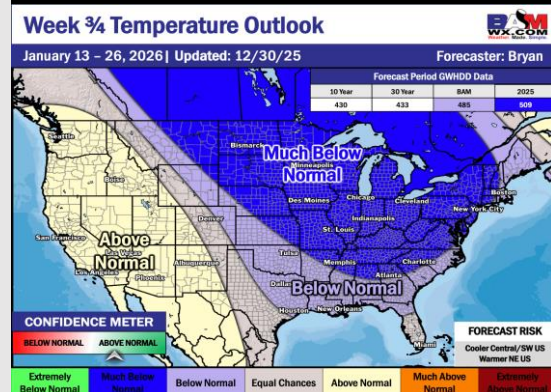 Week ¾ Temperature Outlook
BAM
WX.COM
Weather. Made. Simple.
January 13 – 26, 2026| Updated: 12/30/25
Forecaster: Bryan
Forecast Period GWHDD Data
10 Year 30 Year BAM 2025
430 433 485 509
Seattle
Bismarck
Much Below
Normal
Minneapolis
Boise
Boston
Des Moines
Chicago
Cleveland
New York City
Denver
Indianapolis
San Francisco
St. Louis
Above
Normal
Las Vegas
Los Angeles
Phoenix
Albuquerque
Tulsa
Memphis
Charlotte
Atlanta
Dallas
Below Normal
Houston
New Orleans
Miami
CONFIDENCE METER
BELOW NORMAL
ABOVE NORMAL
FORECAST RISK
Cooler Central/SW US
Warmer NE US
Extremely
Below Normal
Much Below
Normal
Below Normal
Equal Chances
Above Normal
Much Above
Normal
Extremely
Above Normal